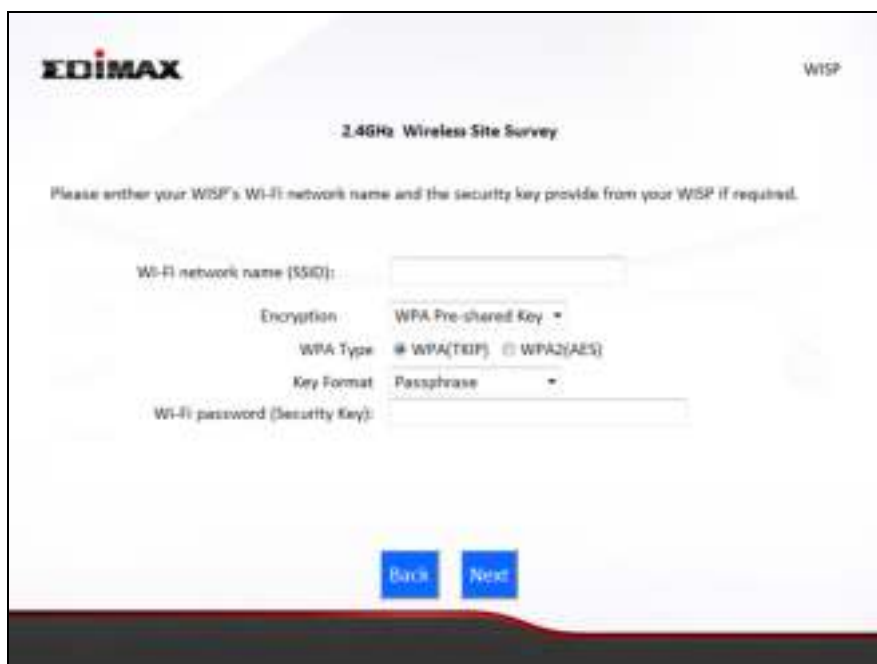 EDIMAX
WISP
2.4GHz Wireless Site Survey
Please enther your WISP's Wi-Fi network name and the security key provide from your WISP if required.
Wi-Fi network name (SSID):
Encryption WPA Pre-shared Key
WPA Type WPA(TKIP) WPA2(AES)
Key Format Passphrase
Wi-Fi password (Security Key):
Back Next